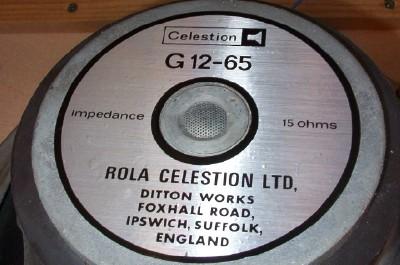 Celestion
G 12-65
impedance 15 ohms
ROLA CELESTION LTD,
DITTON WORKS
FOXHALL ROAD,
IPSWICH, SUFFOLK,
ENGLAND